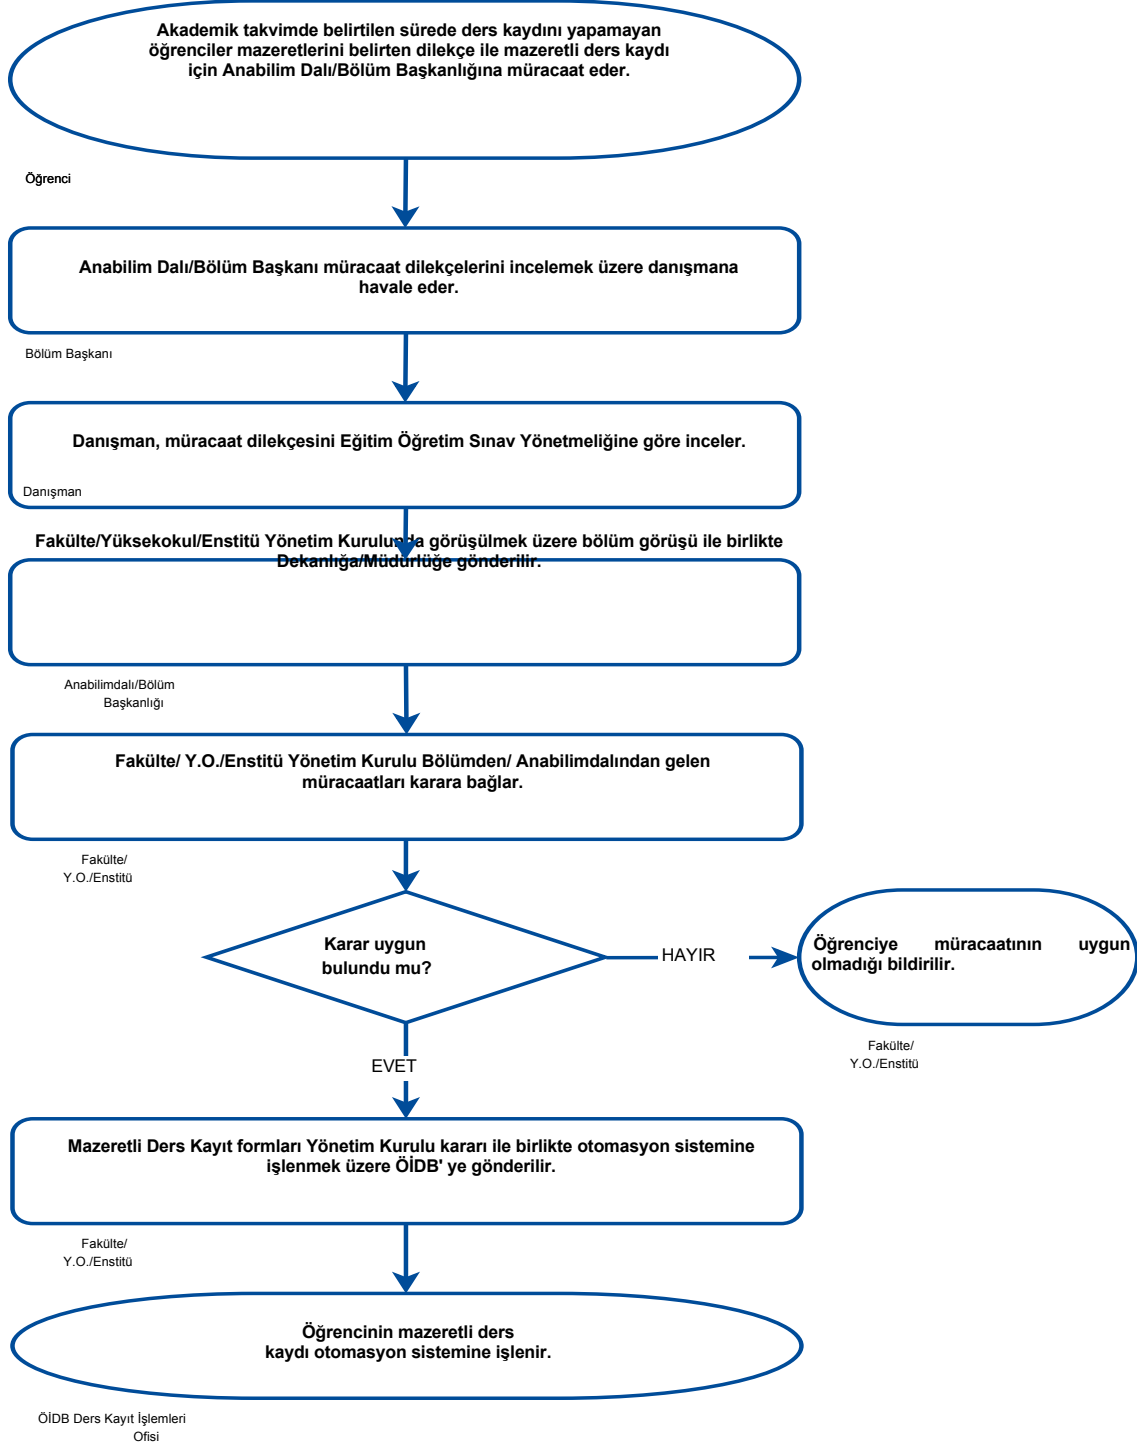 Akademik takvimde belirtilen sürede ders kaydını yapamayan
öğrenciler mazeretlerini belirten dilekçe ile mazeretli ders kaydı
için Anabilim Dalı/Bölüm Başkanlığına müracaat eder.
Öğrenci
Anabilim Dalı/Bölüm Başkanı müracaat dilekçelerini incelemek üzere danışmana
havale eder.
Bölüm Başkanı
Danışman, müracaat dilekçesini Eğitim Öğretim Sınav Yönetmeliğine göre inceler.
Danışman
Fakülte/Yüksekokul/Enstitü Yönetim Kurulunda görüşülmek üzere bölüm görüşü ile birlikte
Dekanlığa/Müdürlüğe gönderilir.
Anabilimdalı/Bölüm
Başkanlığı
Fakülte/ Y.O./Enstitü Yönetim Kurulu Bölümden/ Anabilimdalından gelen
müracaatları karara bağlar.
Fakülte/
Y.O./Enstitü
Karar uygun
bulundu mu?
HAYIR
Öğrenciye müracaatının uygun
olmadığı bildirilir.
Fakülte/
Y.O./Enstitü
EVET
Mazeretli Ders Kayıt formları Yönetim Kurulu kararı ile birlikte otomasyon sistemine
işlenmek üzere ÖİDB' ye gönderilir.
Fakülte/
Y.O./Enstitü
Öğrencinin mazeretli ders
kaydı otomasyon sistemine işlenir.
ÖİDB Ders Kayıt İşlemleri
Ofisi